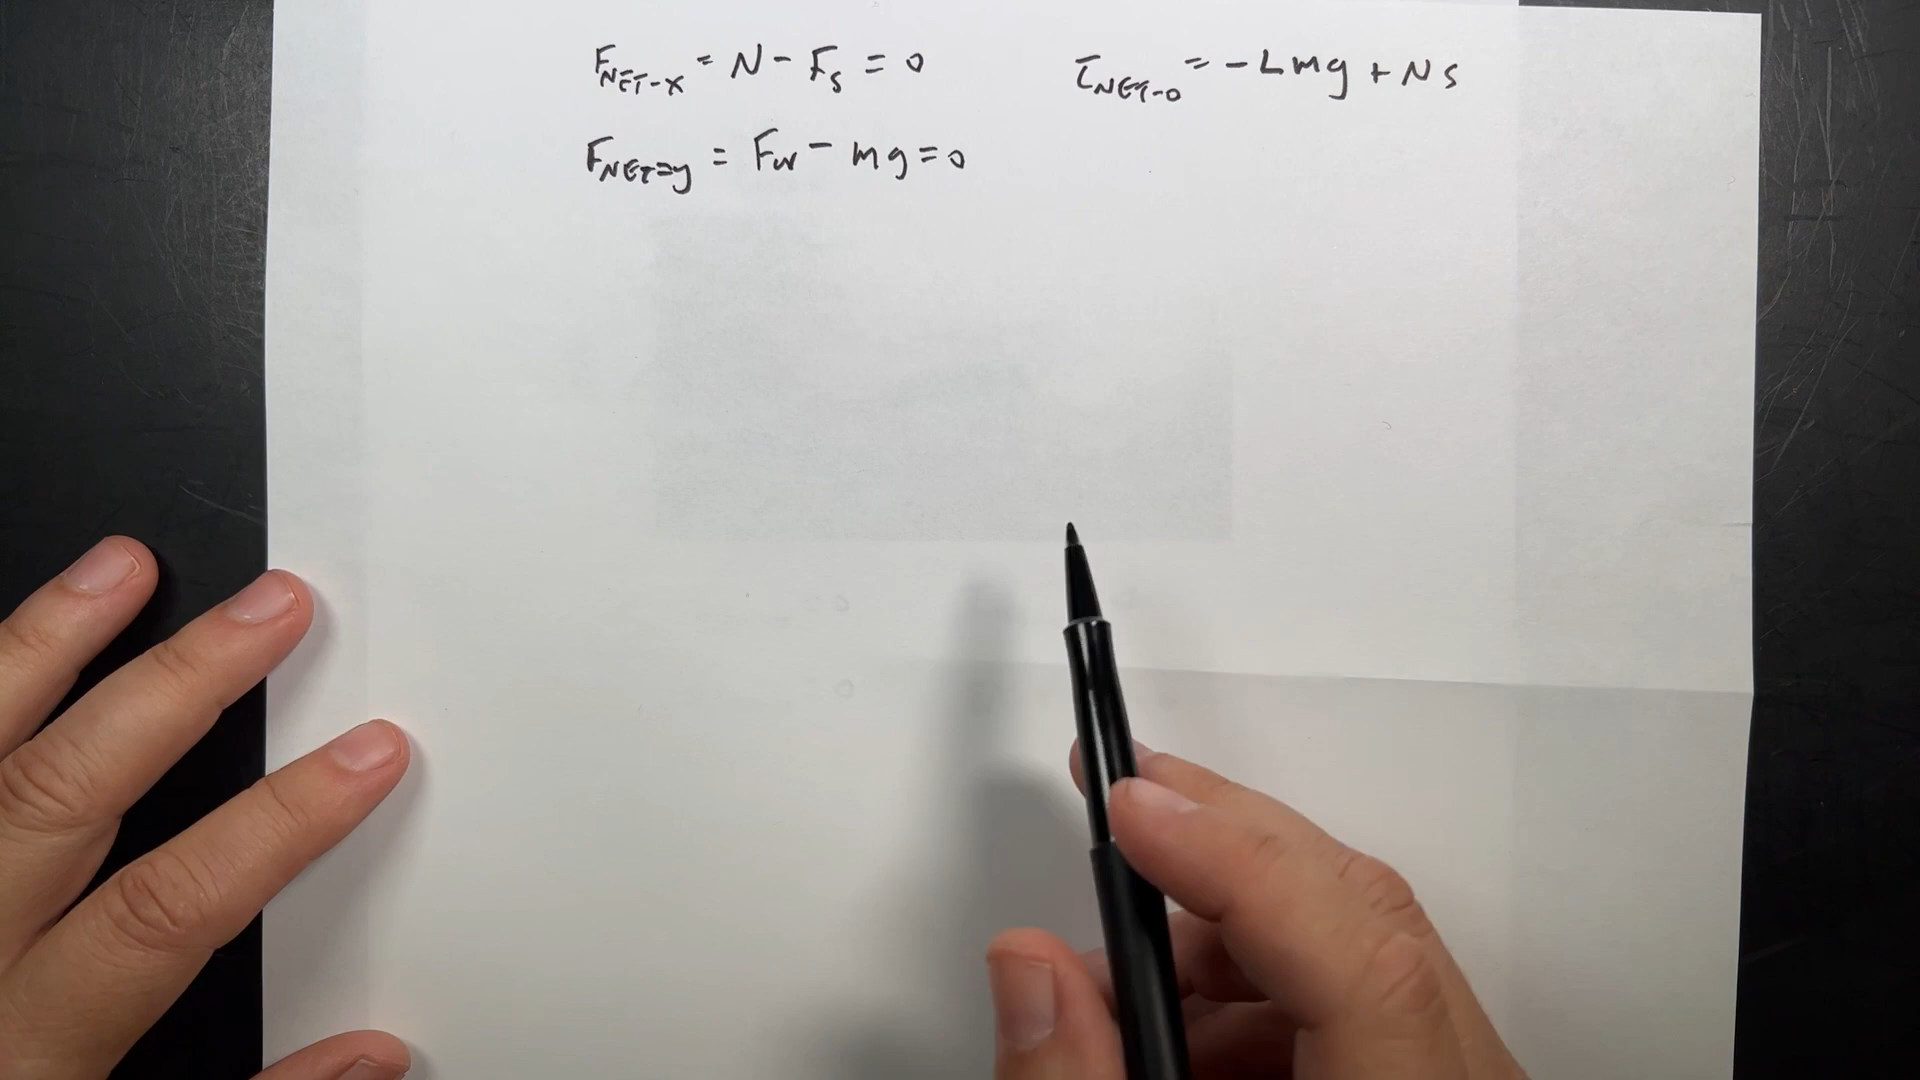 F_NET-x = N - F_s = 0
τ_NET-0 = -Lmg + NS
F_NET=y = F_w - mg = 0